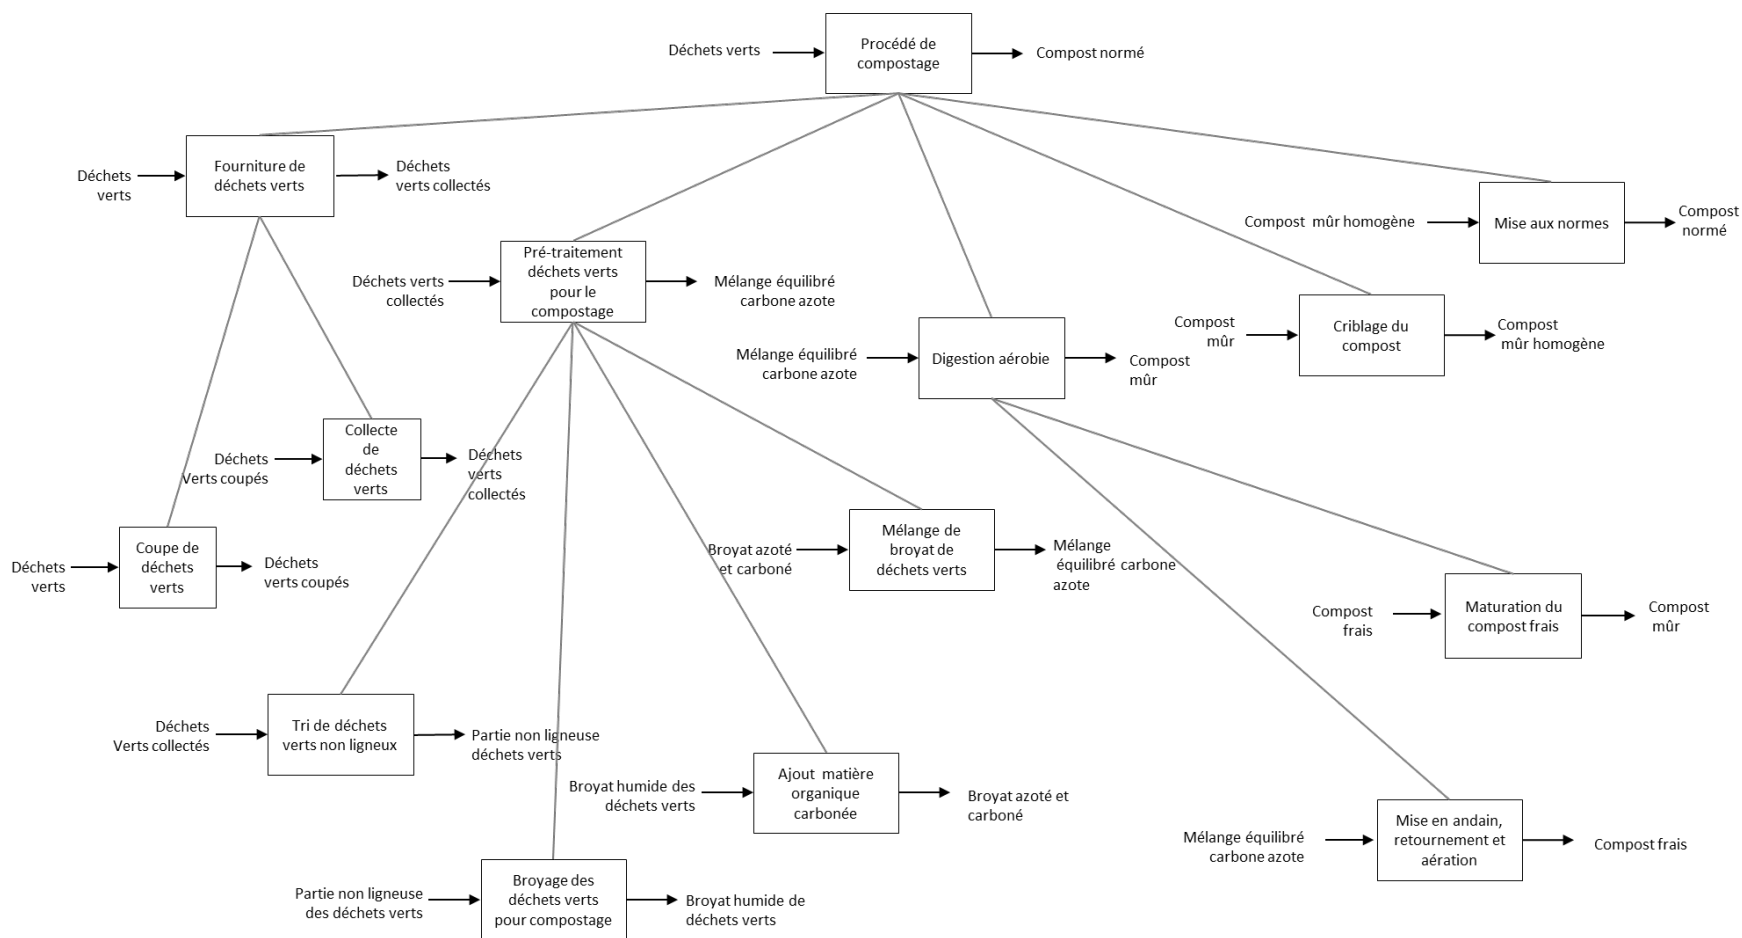 Déchets verts
Procédé de
compostage
Compost normé
Déchets
verts
Fourniture de
déchets verts
Déchets
verts collectés
Compost mûr homogène
Mise aux normes
Compost
normé
Déchets verts
collectés
Pré-traitement
déchets verts
pour le
compostage
Mélange équilibré
carbone azote
Mélange équilibré
carbone azote
Digestion aérobie
Compost
mûr
Compost
mûr
Criblage du
compost
Compost
mûr homogène
Déchets
Verts coupés
Collecte
de
déchets
verts
Déchets
verts
collectés
Déchets
verts
Coupe de
déchets
verts
Déchets
verts coupés
Broyat azoté
et carboné
Mélange de
broyat de
déchets verts
Mélange
équilibré carbone
azote
Compost
frais
Maturation du
compost frais
Compost
mûr
Déchets
Verts collectés
Tri de déchets
verts non ligneux
Partie non ligneuse
déchets verts
Broyat humide des
déchets verts
Ajout matière
organique
carbonée
Broyat azoté et
carboné
Mélange équilibré
carbone azote
Mise en andain,
retournement et
aération
Compost frais
Partie non ligneuse
des déchets verts
Broyage des
déchets verts
pour compostage
Broyat humide de
déchets verts